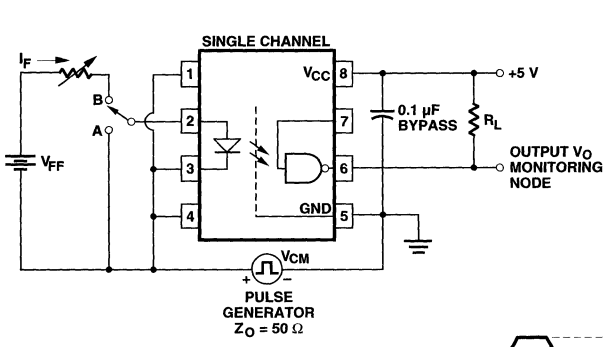 SINGLE CHANNEL
I_F
B
A
V_FF
1
2
3
4
V_CC 8
7
6
GND 5
+5 V
0.1 µF
BYPASS
R_L
OUTPUT V_O
MONITORING
NODE
V_CM
+ −
PULSE
GENERATOR
Z_O = 50 Ω